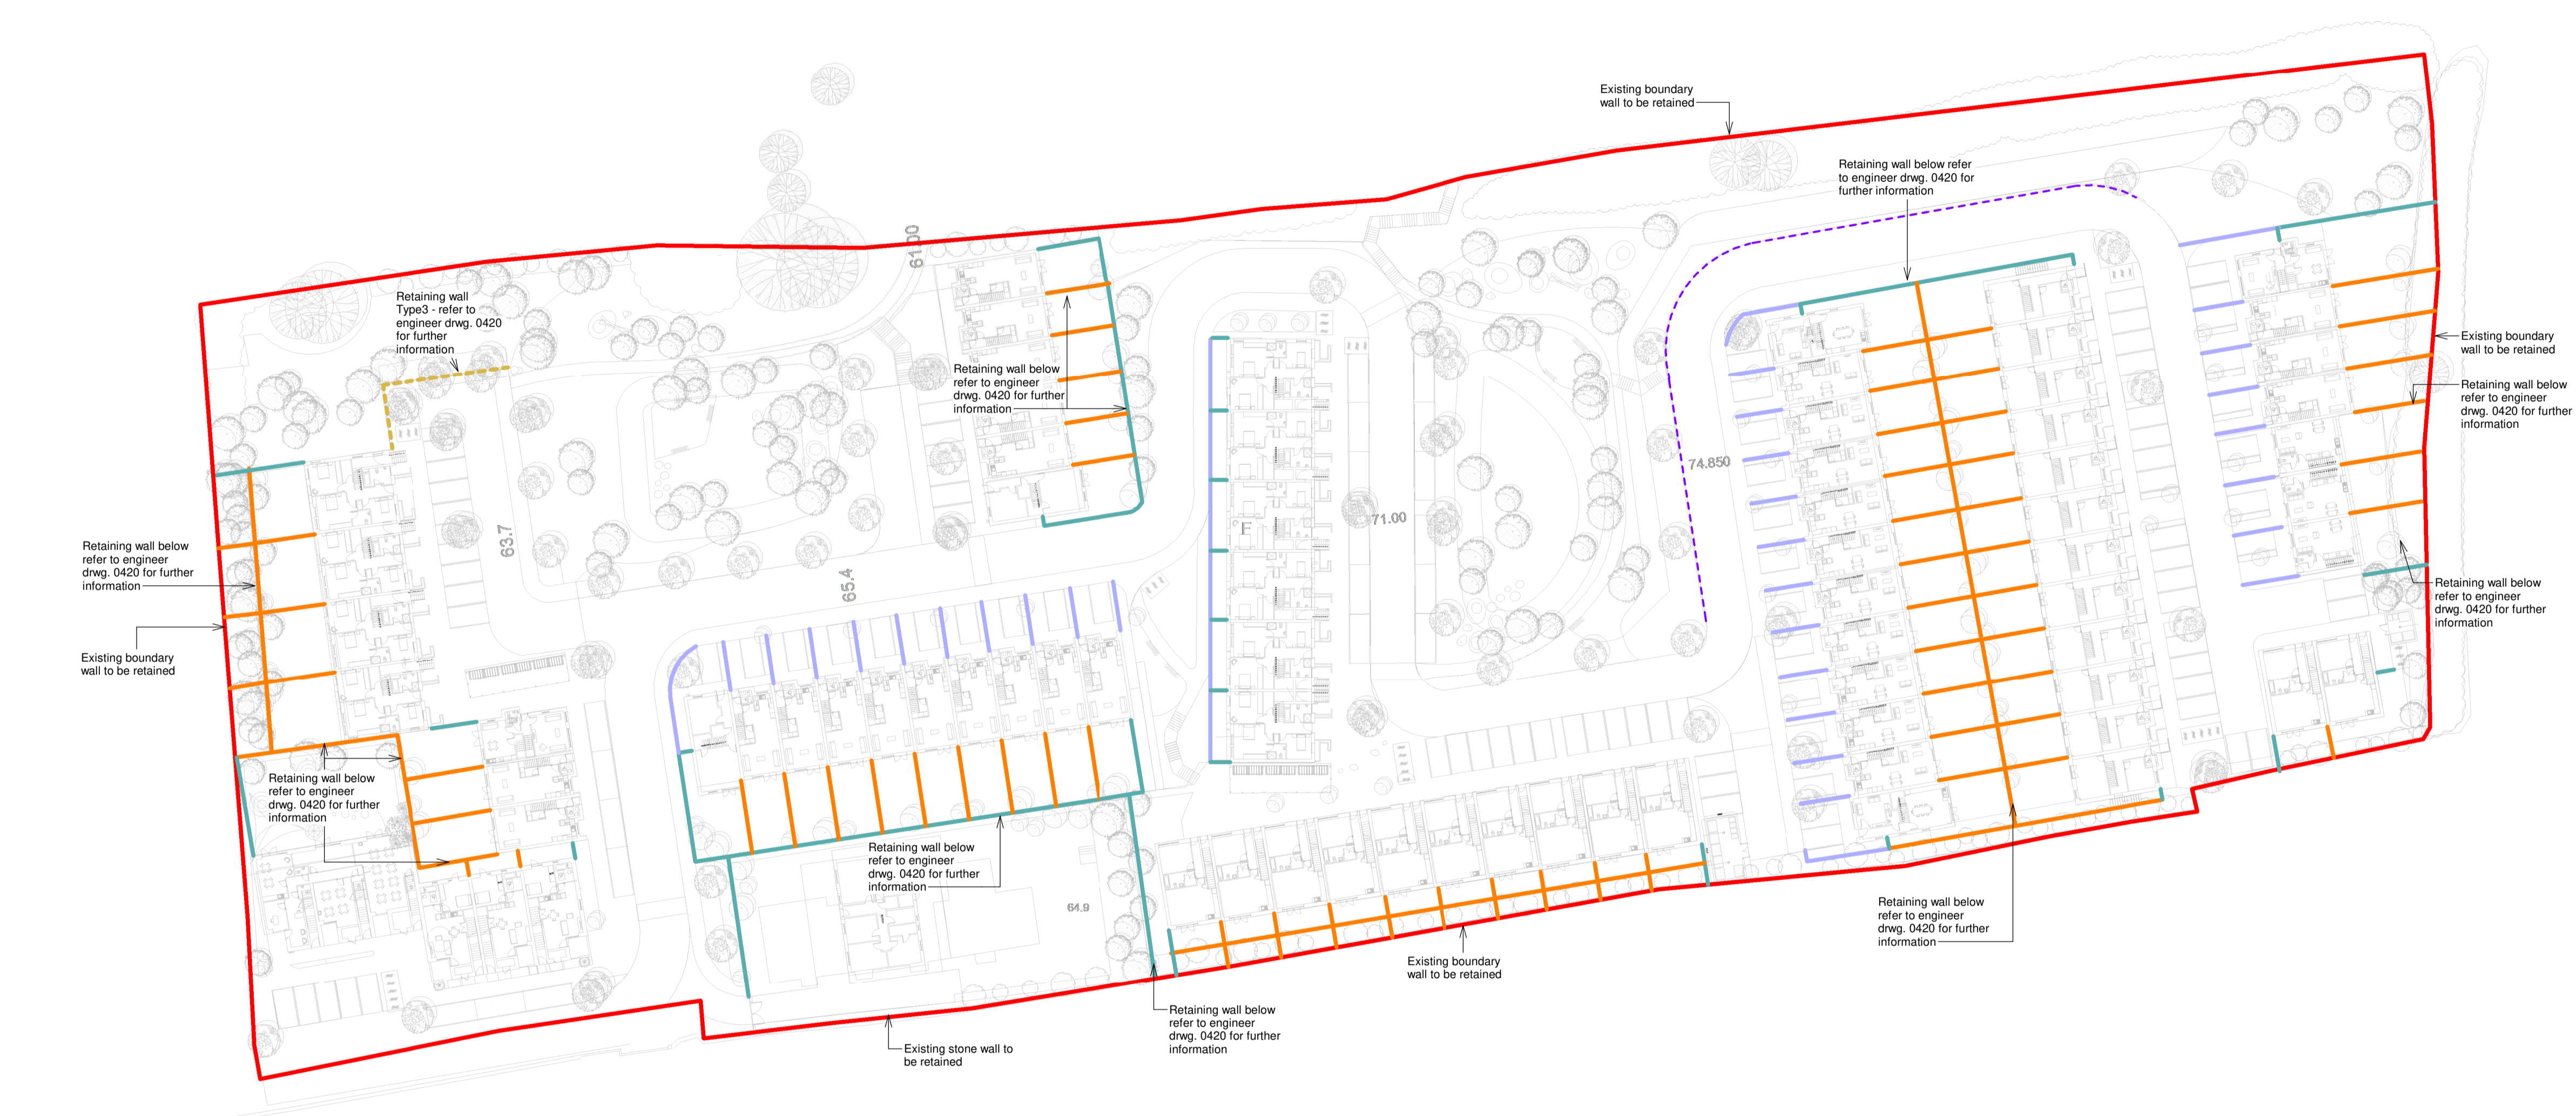 Existing boundary
wall to be retained
Retaining wall below refer
to engineer drwg. 0420 for
further information
61.00
Retaining wall
Type3 - refer to
engineer drwg. 0420
for further
information
Existing boundary
wall to be retained
Retaining wall below
refer to engineer
drwg. 0420 for further
information
Retaining wall below
refer to engineer
drwg. 0420 for further
information
74.850
71.00
F
63.7
65.4
Retaining wall below
refer to engineer
drwg. 0420 for further
information
Retaining wall below
refer to engineer
drwg. 0420 for further
information
Existing boundary
wall to be retained
Retaining wall below
refer to engineer
drwg. 0420 for further
information
Retaining wall below
refer to engineer
drwg. 0420 for further
information
64.9
Retaining wall below
refer to engineer
drwg. 0420 for further
information
Existing boundary
wall to be retained
Retaining wall below
refer to engineer
drwg. 0420 for further
information
Existing stone wall to
be retained